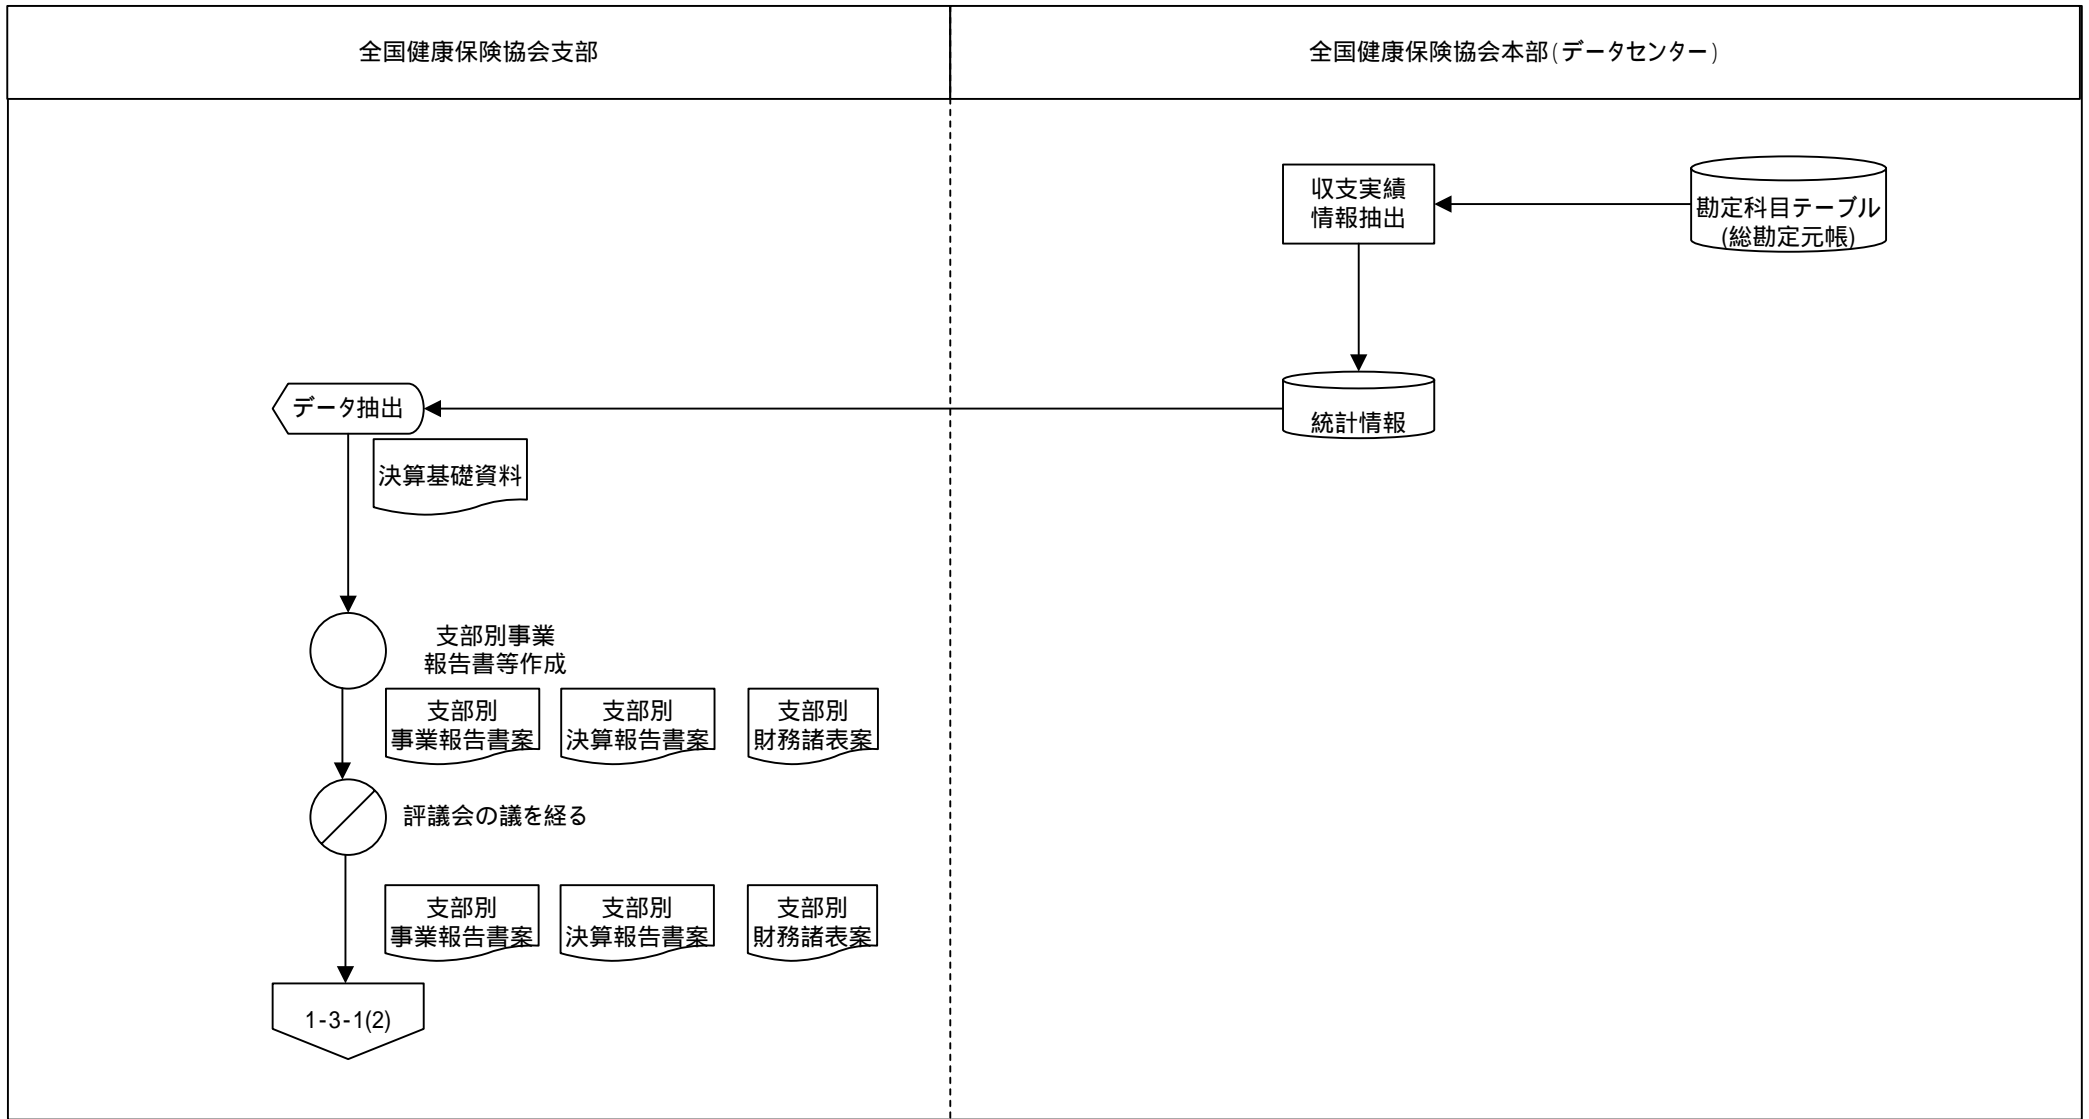 全国健康保険協会支部
全国健康保険協会本部(データセンター)
収支実績
情報抽出
勘定科目テーブル
(総勘定元帳)
データ抽出
統計情報
決算基礎資料
支部別事業
報告書等作成
支部別
事業報告書案
支部別
決算報告書案
支部別
財務諸表案
評議会の議を経る
支部別
事業報告書案
支部別
決算報告書案
支部別
財務諸表案
1-3-1(2)